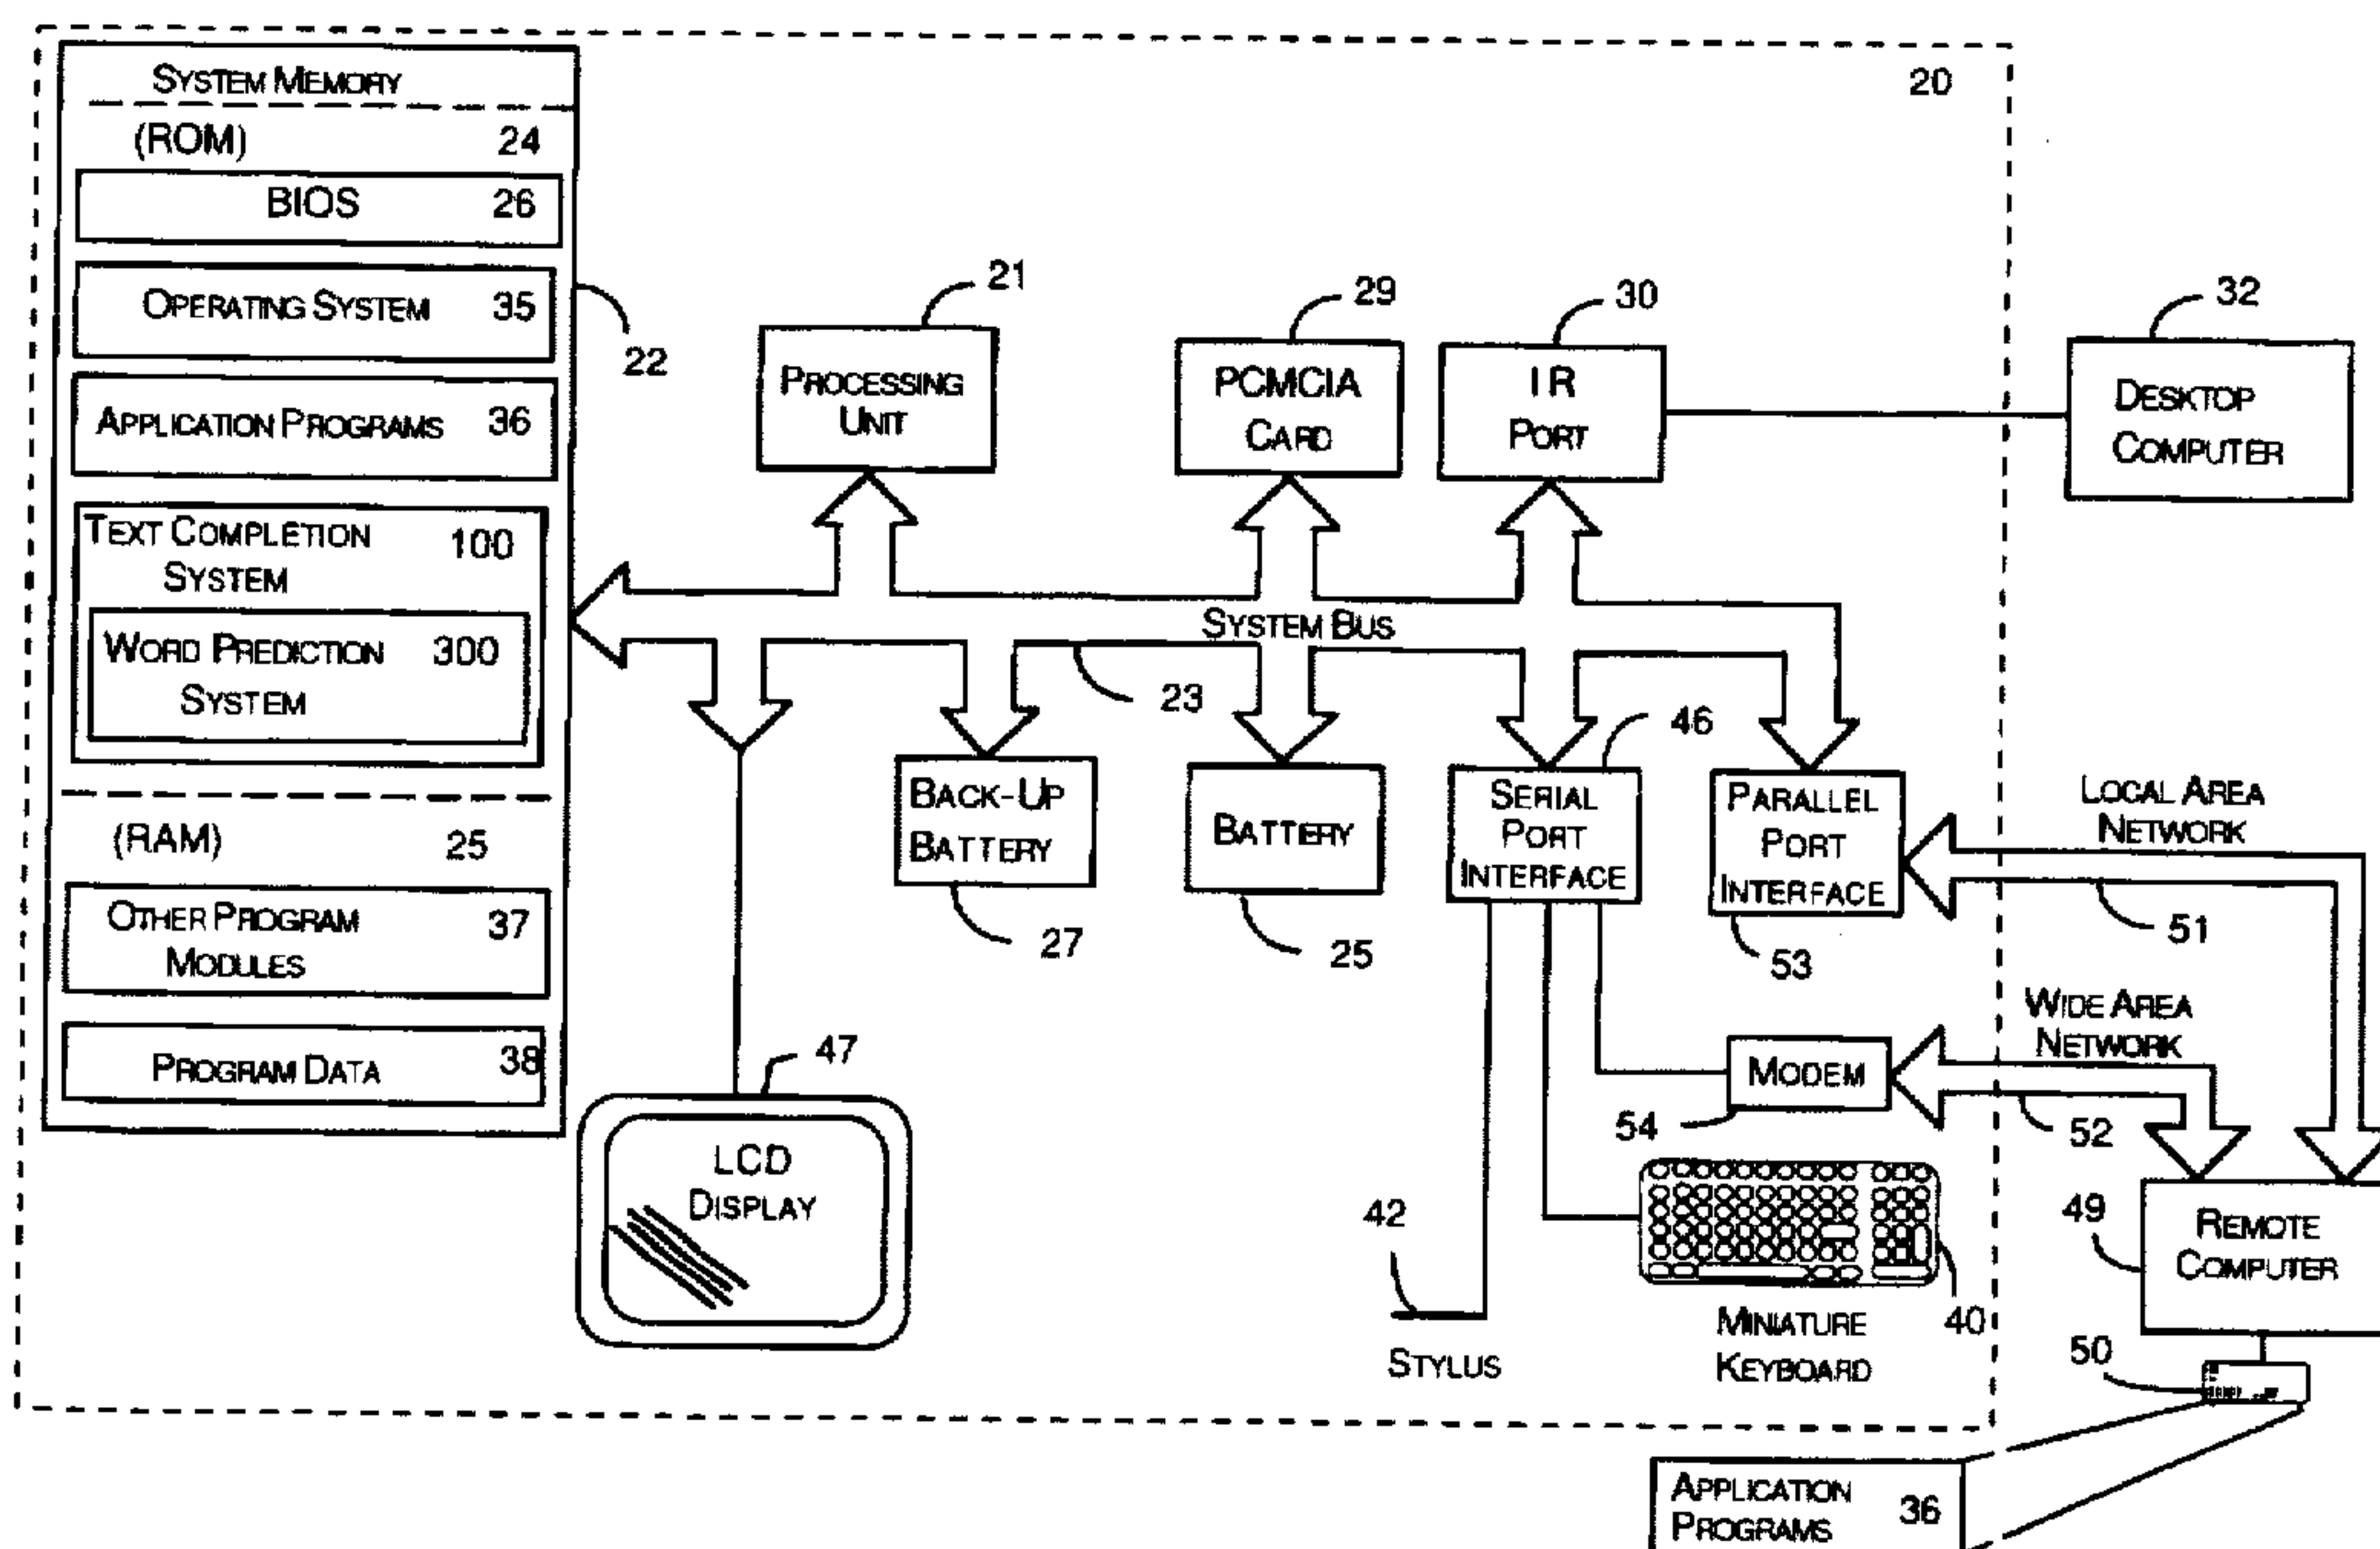 SYSTEM MEMORY
(ROM) 24
BIOS 26
OPERATING SYSTEM 35
APPLICATION PROGRAMS 36
TEXT COMPLETION 100
SYSTEM
WORD PREDICTION 300
SYSTEM
(RAM) 25
OTHER PROGRAM 37
MODULES
PROGRAM DATA 38
22
20
21
PROCESSING
UNIT
29
PCMCIA
CARD
30
IR
PORT
32
DESKTOP
COMPUTER
SYSTEM BUS
23
BACK-UP
BATTERY
27
BATTERY
25
46
SERIAL
PORT
INTERFACE
PARALLEL
PORT
INTERFACE
53
LOCAL AREA
NETWORK
51
WIDE AREA
NETWORK
52
MODEM
54
47
LCD
DISPLAY
42
STYLUS
MINIATURE
KEYBOARD
40
49
REMOTE
COMPUTER
50
APPLICATION
PROGRAMS 36